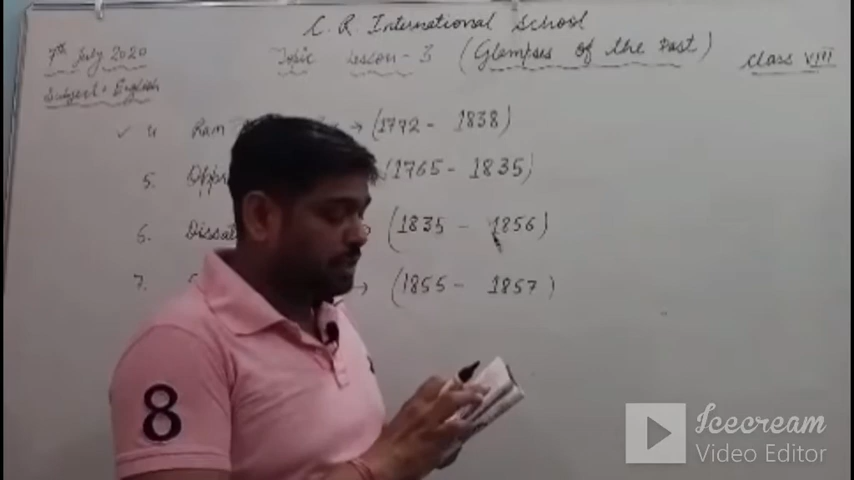 C. R. International School
7th July 2020 Topic Lesson - 3 (Glempses of the Past) Class VIII
Subject : English
✓ 4 Ram → (1772 - 1838)
5. (1765 - 1835)
6. (1835 - 1856)
7. → (1855 - 1857)
8
Icecream
Video Editor